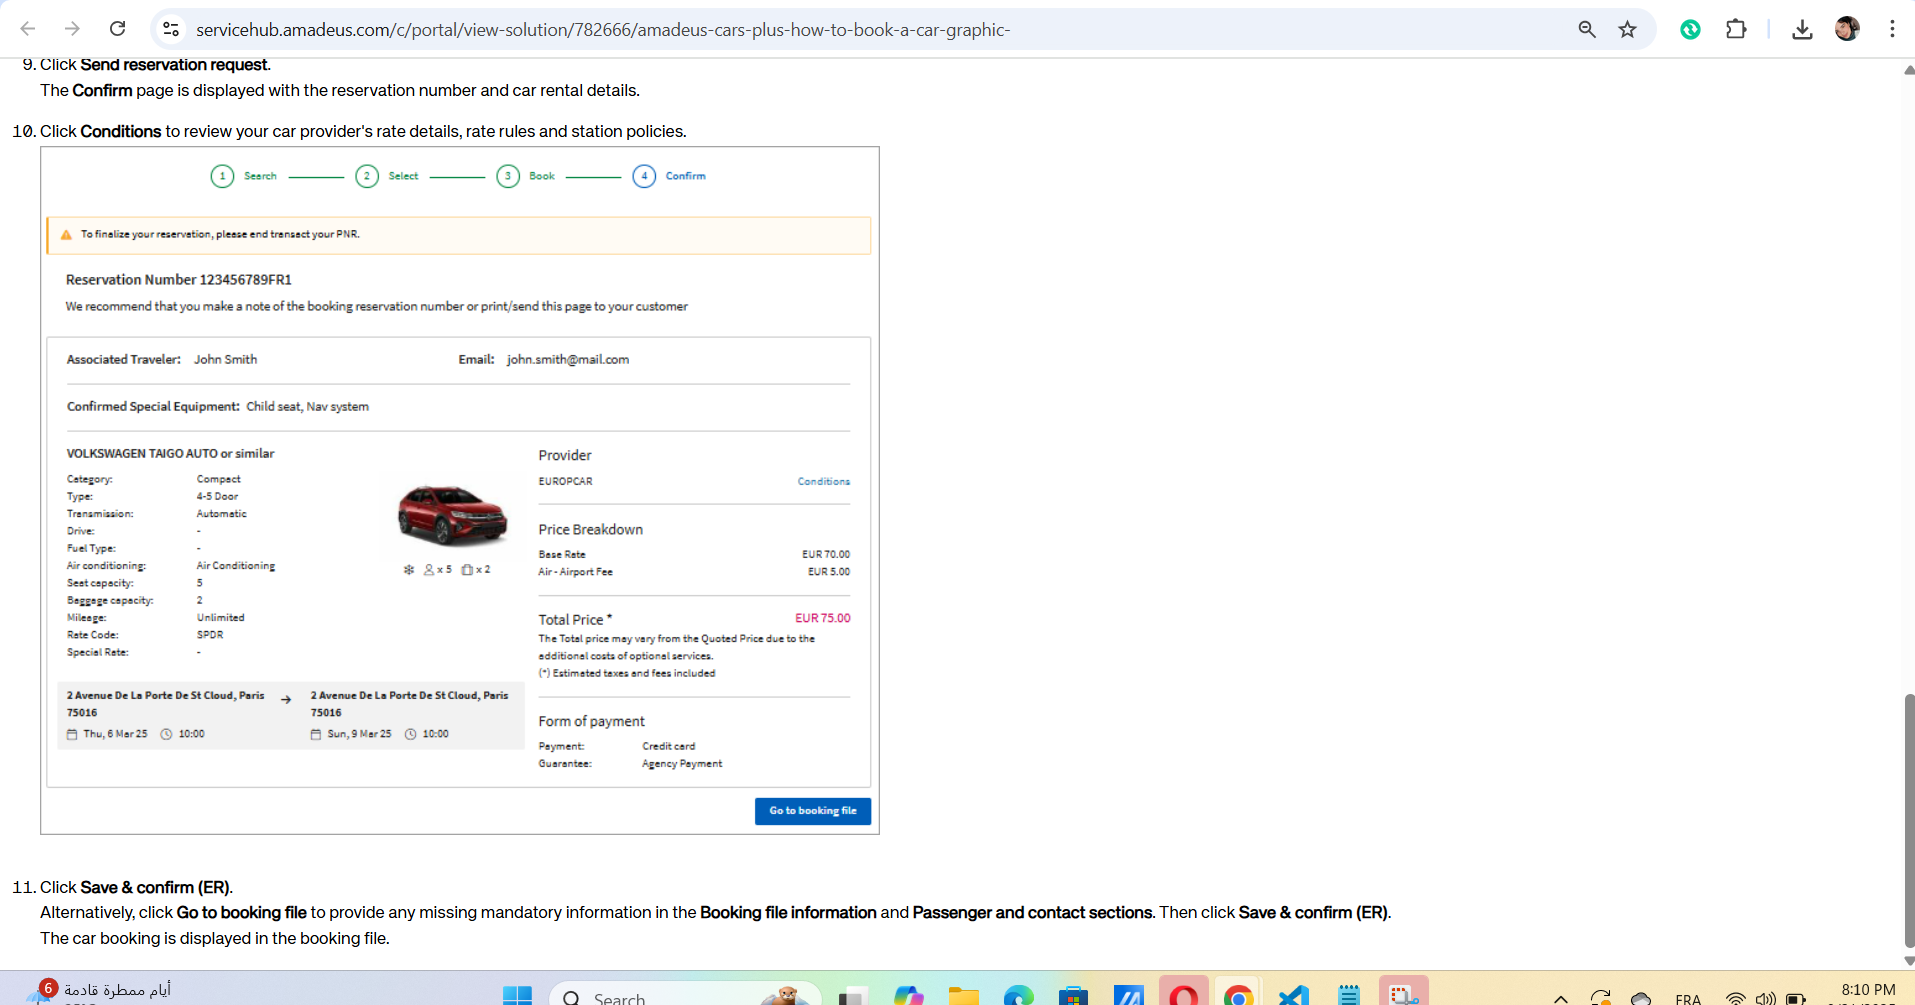 servicehub.amadeus.com/c/portal/view-solution/782666/amadeus-cars-plus-how-to-book-a-car-graphic-
9. Click Send reservation request.
The Confirm page is displayed with the reservation number and car rental details.
10. Click Conditions to review your car provider's rate details, rate rules and station policies.
1 Search 2 Select 3 Book 4 Confirm
To finalize your reservation, please end transact your PNR.
Reservation Number 123456789FR1
We recommend that you make a note of the booking reservation number or print/send this page to your customer
Associated Traveler: John Smith Email: john.smith@mail.com
Confirmed Special Equipment: Child seat, Nav system
VOLKSWAGEN TAIGO AUTO or similar
Category: Compact
Type: 4-5 Door
Transmission: Automatic
Drive: -
Fuel Type: -
Air conditioning: Air Conditioning
Seat capacity: 5
Baggage capacity: 2
Mileage: Unlimited
Rate Code: SPDR
Special Rate: -
x 5 x 2
2 Avenue De La Porte De St Cloud, Paris
75016
Thu, 6 Mar 25 10:00
→
2 Avenue De La Porte De St Cloud, Paris
75016
Sun, 9 Mar 25 10:00
Provider
EUROPCAR Conditions
Price Breakdown
Base Rate EUR 70.00
Air - Airport Fee EUR 5.00
Total Price * EUR 75.00
The Total price may vary from the Quoted Price due to the
additional costs of optional services.
(*) Estimated taxes and fees included
Form of payment
Payment: Credit card
Guarantee: Agency Payment
Go to booking file
11. Click Save & confirm (ER).
Alternatively, click Go to booking file to provide any missing mandatory information in the Booking file information and Passenger and contact sections. Then click Save & confirm (ER).
The car booking is displayed in the booking file.
6 أيام ممطرة قادمة
Search
FRA
8:10 PM